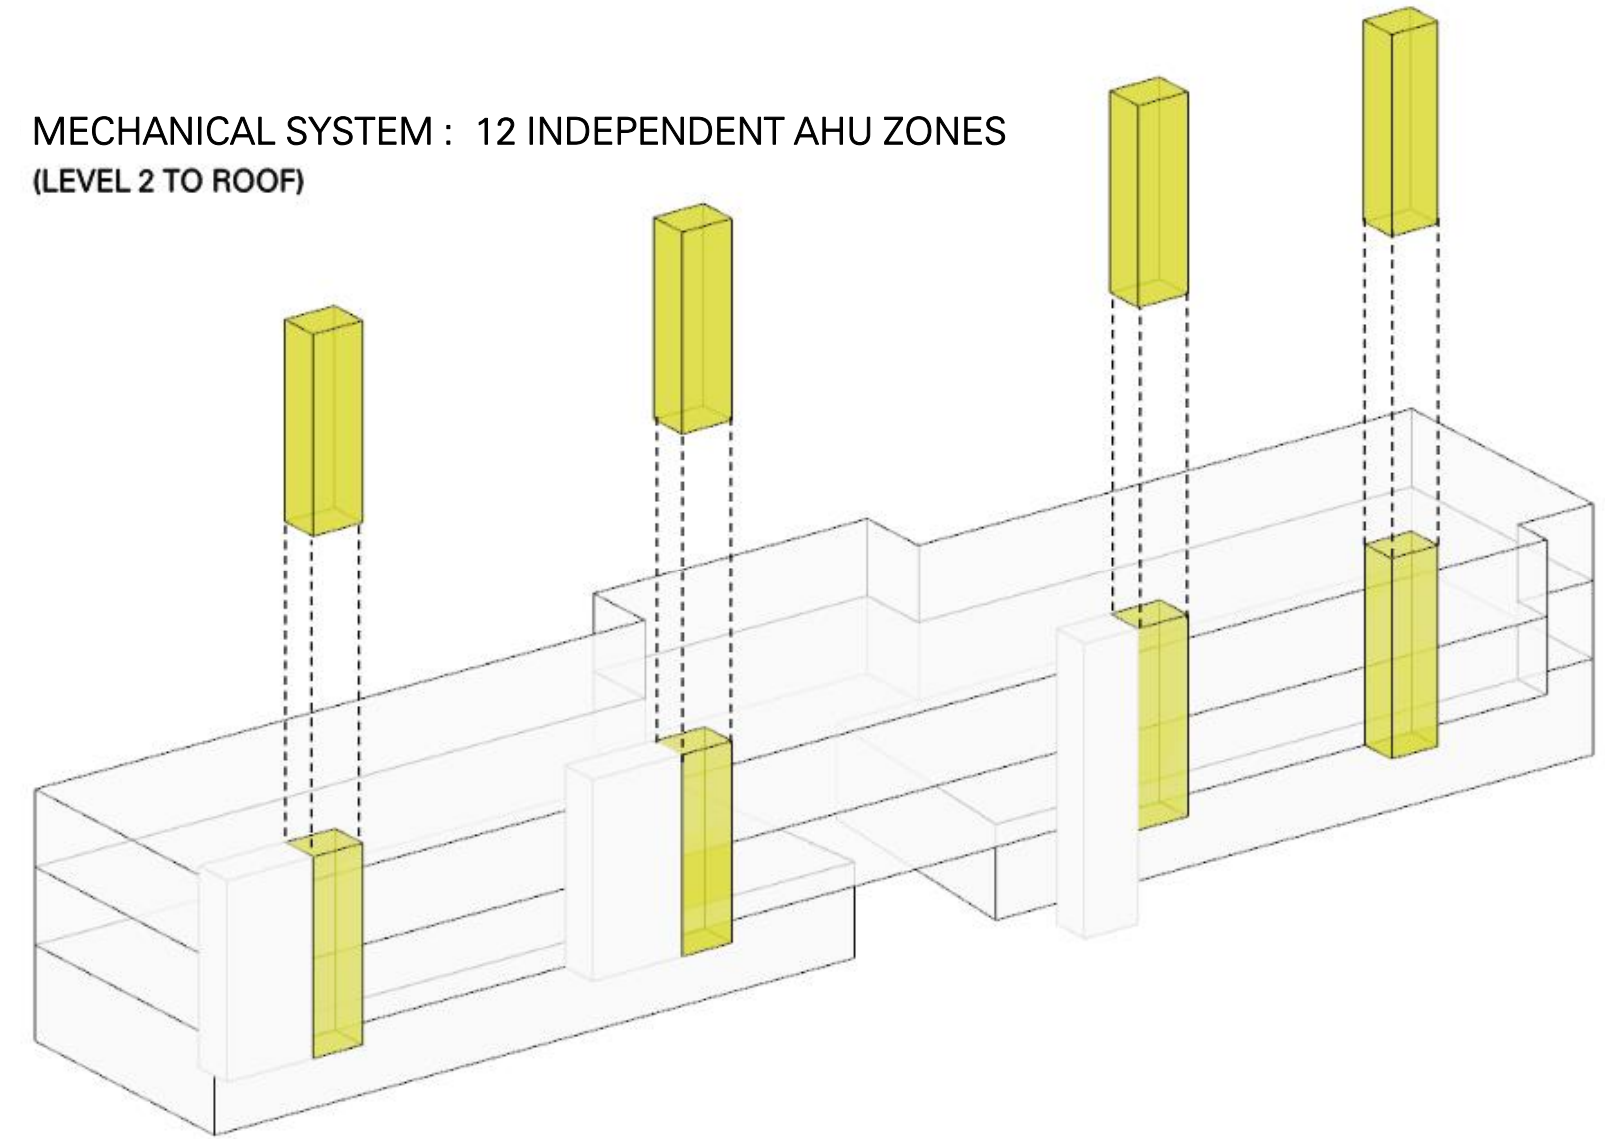 MECHANICAL SYSTEM : 12 INDEPENDENT AHU ZONES
(LEVEL 2 TO ROOF)